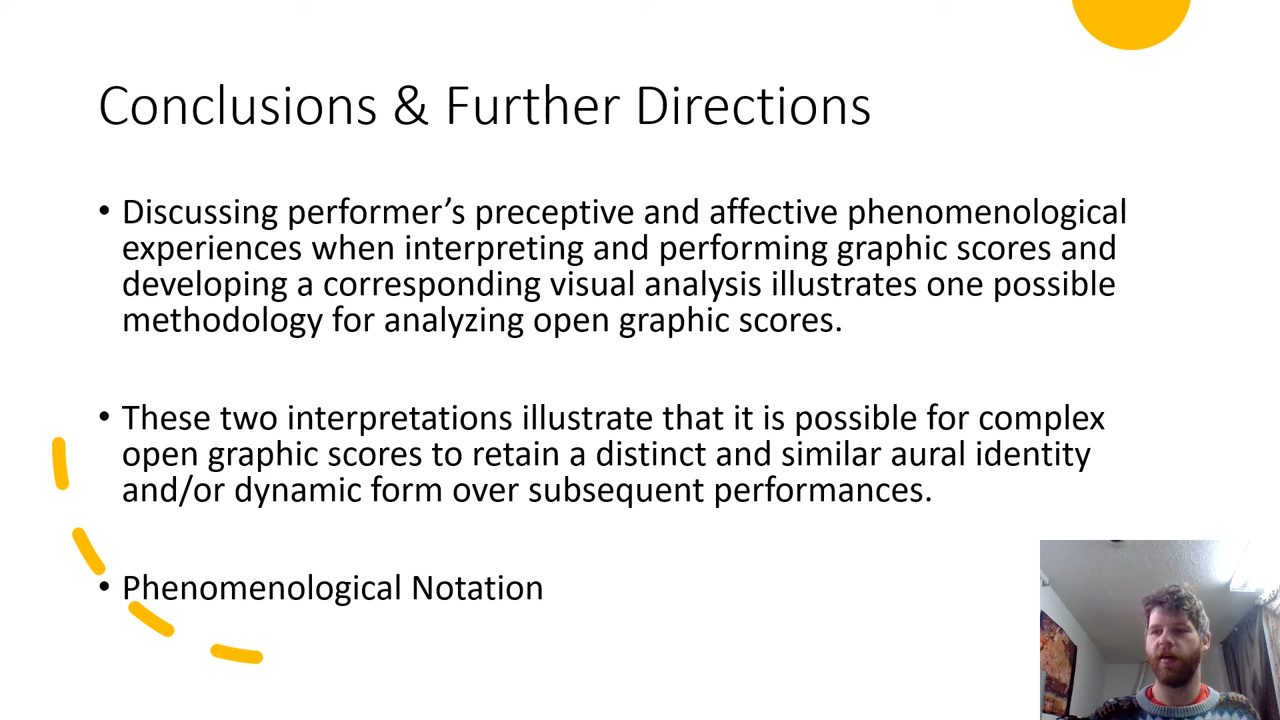 Conclusions & Further Directions
• Discussing performer’s preceptive and affective phenomenological
experiences when interpreting and performing graphic scores and
developing a corresponding visual analysis illustrates one possible
methodology for analyzing open graphic scores.
• These two interpretations illustrate that it is possible for complex
open graphic scores to retain a distinct and similar aural identity
and/or dynamic form over subsequent performances.
• Phenomenological Notation